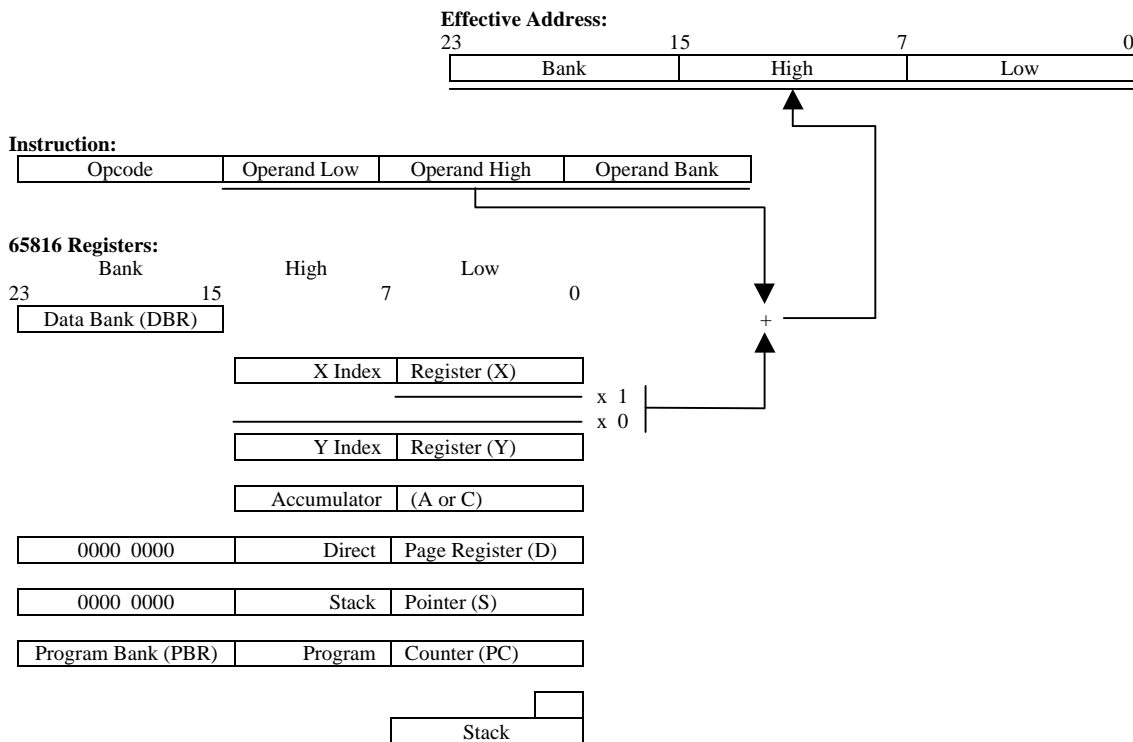 Effective Address:
23 15 7 0
Bank High Low
Instruction:
Opcode Operand Low Operand High Operand Bank
65816 Registers:
Bank High Low
23 15 7 0
Data Bank (DBR)
+
X Index Register (X)
x 1
x 0
Y Index Register (Y)
Accumulator (A or C)
0000 0000 Direct Page Register (D)
0000 0000 Stack Pointer (S)
Program Bank (PBR) Program Counter (PC)
Stack